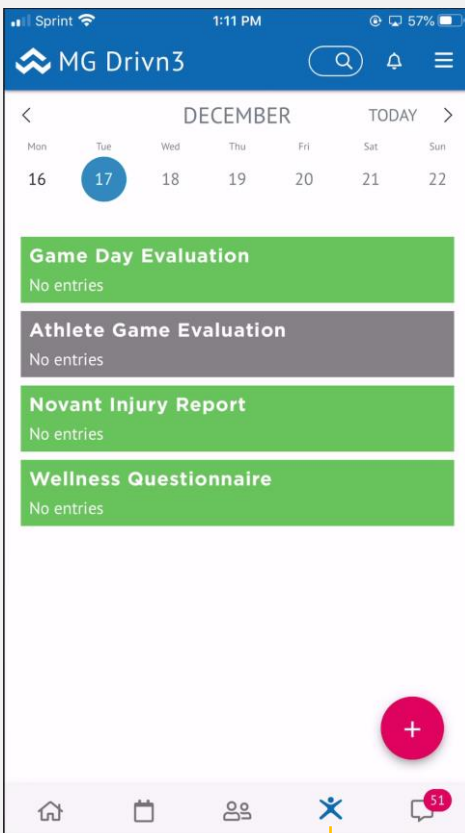 Sprint 1:11 PM 57%
MG Drivn3
DECEMBER TODAY
Mon Tue Wed Thu Fri Sat Sun
16 17 18 19 20 21 22
Game Day Evaluation
No entries
Athlete Game Evaluation
No entries
Novant Injury Report
No entries
Wellness Questionnaire
No entries
+
51